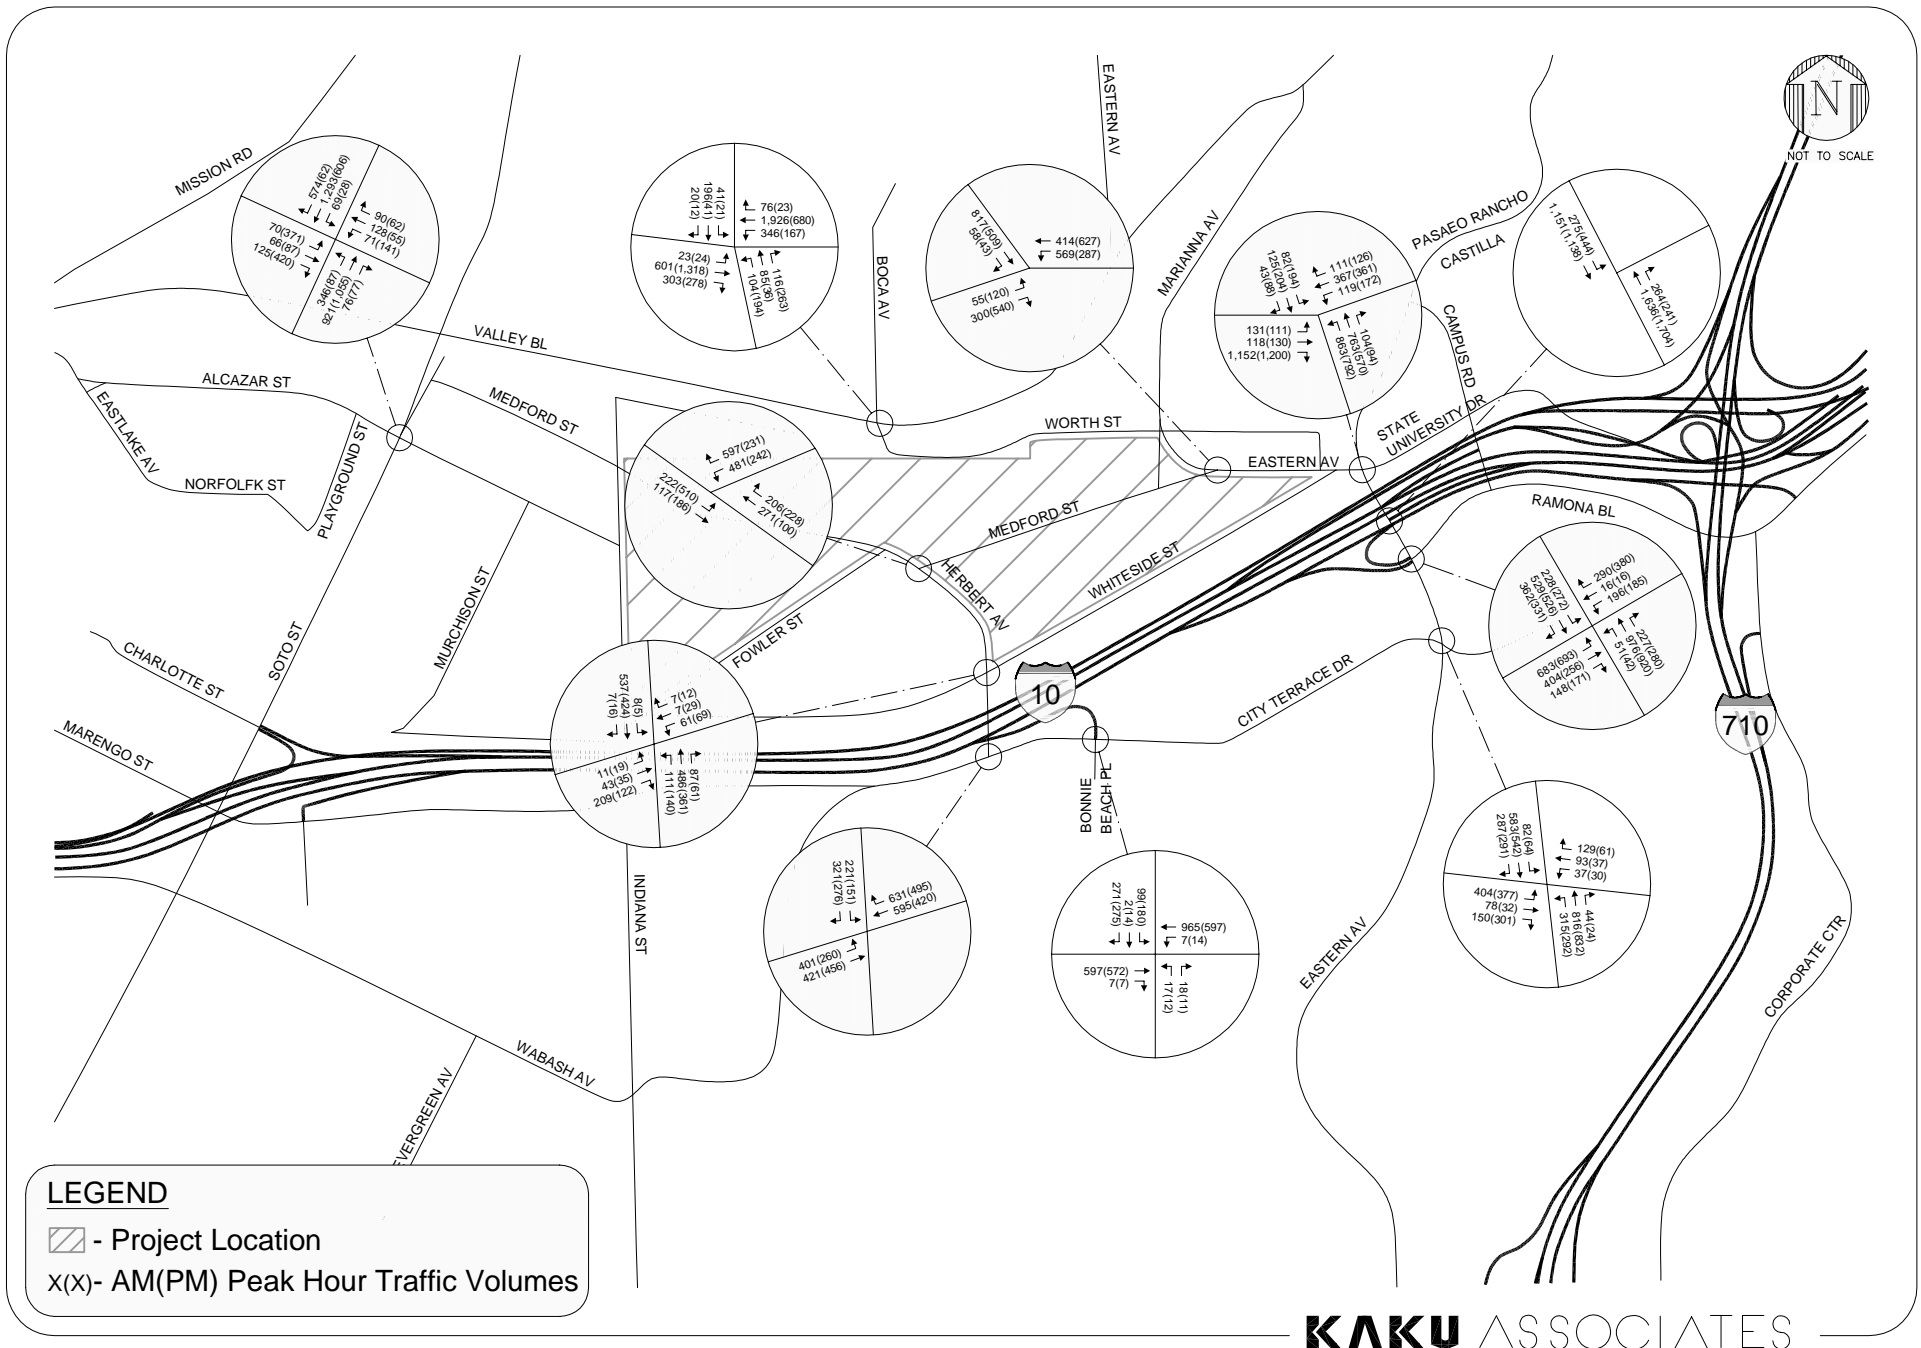 MISSION RD
574(62)
1,293(606)
69(28)
90(62)
128(55)
71(141)
70(371)
66(87)
125(420)
346(87)
921(1,055)
76(77)
41(21)
196(41)
20(12)
76(23)
1,926(680)
346(167)
23(24)
601(1,318)
303(278)
116(263)
85(36)
104(194)
BOCA AV
EASTERN AV
817(509)
58(43)
414(627)
569(287)
55(120)
300(540)
MARIANNA AV
82(194)
125(204)
43(88)
111(126)
367(361)
119(172)
131(111)
118(130)
1,152(1,200)
104(94)
763(570)
863(792)
PASAEO RANCHO
CASTILLA
CAMPUS RD
275(444)
1,151(1,138)
264(241)
1,636(1,704)
N
NOT TO SCALE
VALLEY BL
ALCAZAR ST
EASTLAKE AV
NORFOLFK ST
PLAYGROUND ST
MEDFORD ST
WORTH ST
EASTERN AV
STATE
UNIVERSITY DR
RAMONA BL
597(231)
481(242)
222(510)
117(186)
206(228)
271(100)
MEDFORD ST
HERBERT AV
WHITESIDE ST
FOWLER ST
MURCHISON ST
SOTO ST
CHARLOTTE ST
MARENGO ST
8(5)
537(424)
7(16)
7(12)
7(29)
61(69)
11(19)
43(35)
209(122)
87(61)
486(361)
111(140)
10
CITY TERRACE DR
228(272)
529(526)
362(331)
290(380)
16(16)
196(185)
683(693)
404(256)
148(171)
227(280)
976(920)
51(42)
710
BONNIE
BEACH PL
INDIANA ST
221(151)
321(276)
631(495)
595(420)
401(260)
421(456)
99(180)
2(14)
271(275)
965(597)
7(14)
597(572)
7(7)
18(11)
17(12)
82(64)
583(542)
287(291)
129(61)
93(37)
37(30)
404(377)
78(32)
150(301)
44(24)
816(832)
315(292)
EASTERN AV
CORPORATE CTR
WABASH AV
EVERGREEN AV
LEGEND
- Project Location
X(X)- AM(PM) Peak Hour Traffic Volumes
KAKU ASSOCIATES